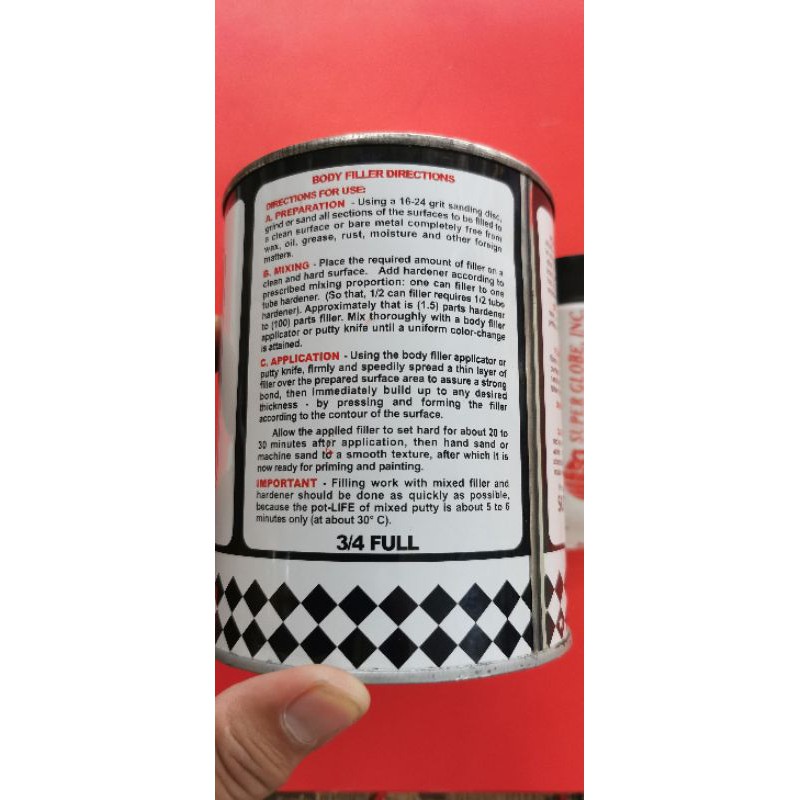 BODY FILLER DIRECTIONS
DIRECTIONS FOR USE:
A. PREPARATION - Using a 16-24 grit sanding disc,
grind or sand all sections of the surfaces to be filled to
a clean surface or bare metal completely free from
wax, oil, grease, rust, moisture and other foreign
matters.
B. MIXING - Place the required amount of filler on a
clean and hard surface. Add hardener according to
prescribed mixing proportion: one can filler to one
tube hardener. (So that, 1/2 can filler requires 1/2 tube
hardener). Approximately that is (1.5) parts hardener
to (100) parts filler. Mix thoroughly with a body filler
applicator or putty knife until a uniform color-change
is attained.
C. APPLICATION - Using the body filler applicator or
putty knife, firmly and speedily spread a thin layer of
filler over the prepared surface area to assure a strong
bond, then immediately build up to any desired
thickness - by pressing and forming the filler
according to the contour of the surface.
Allow the applied filler to set hard for about 20 to
30 minutes after application, then hand sand or
machine sand to a smooth texture, after which it is
now ready for priming and painting.
IMPORTANT - Filling work with mixed filler and
hardener should be done as quickly as possible,
because the pot-LIFE of mixed putty is about 5 to 6
minutes only (at about 30° C).
3/4 FULL
SUPER GLOBE, INC